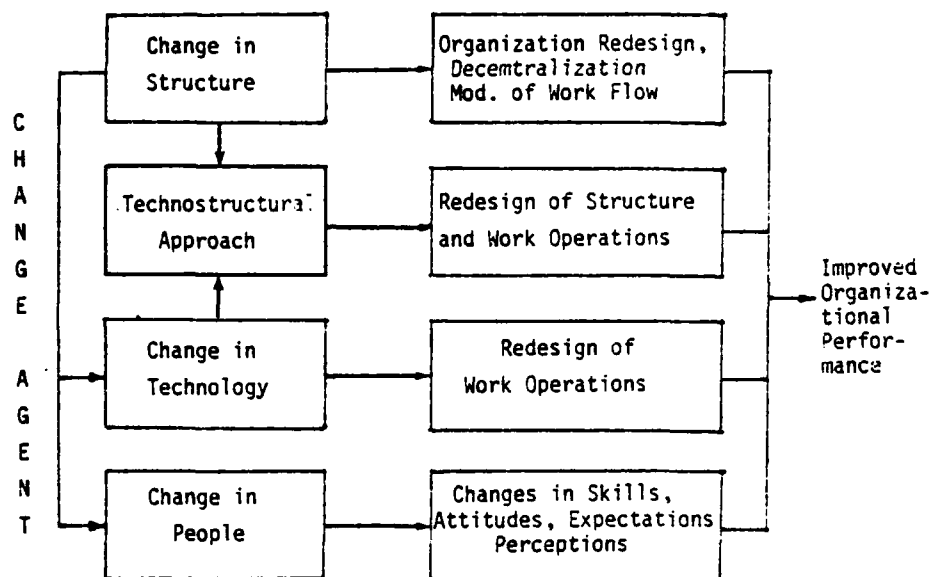 CHANGE AGENT
Change in
Structure
Organization Redesign,
Decemtralization
Mod. of Work Flow
Technostructural
Approach
Redesign of Structure
and Work Operations
Change in
Technology
Redesign of
Work Operations
Change in
People
Changes in Skills,
Attitudes, Expectations
Perceptions
Improved
Organiza-
tional
Perfor-
mance